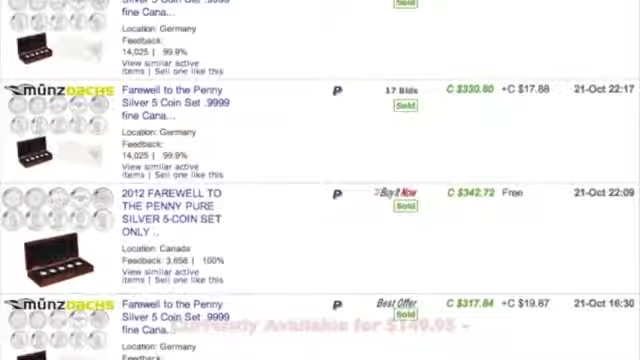 Silver 5 Coin Set .9999
fine Cana...
Sold
Location: Germany
Feedback:
14,025 | 99.9%
View similar active
items | Sell one like this
münzdachs
Farewell to the Penny
Silver 5 Coin Set .9999
fine Cana...
17 Bids
Sold
C $330.80
+C $17.88
21-Oct 22:17
Location: Germany
Feedback:
14,025 | 99.9%
View similar active
items | Sell one like this
2012 FAREWELL TO
THE PENNY PURE
SILVER 5-COIN SET
ONLY ..
Buy It Now
Sold
C $342.72
Free
21-Oct 22:09
Location: Canada
Feedback: 3,658 | 100%
View similar active
items | Sell one like this
münzdachs
Farewell to the Penny
Silver 5 Coin Set .9999
fine Cana...
Best Offer
Sold
C $317.84
+C $19.87
21-Oct 16:30
Currently Available for $149.95 -
Location: Germany
Feedback: